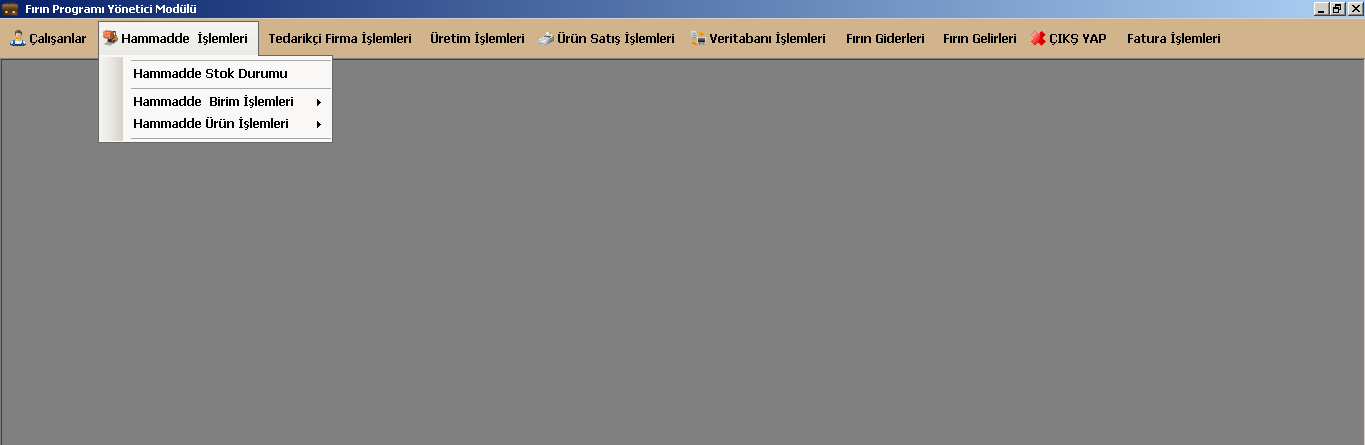 Fırın Programı Yönetici Modülü
Çalışanlar Hammadde İşlemleri Tedarikçi Firma İşlemleri Üretim İşlemleri Ürün Satış İşlemleri Veritabanı İşlemleri Fırın Giderleri Fırın Gelirleri ÇIKŞ YAP Fatura İşlemleri
Hammadde Stok Durumu
Hammadde Birim İşlemleri
Hammadde Ürün İşlemleri